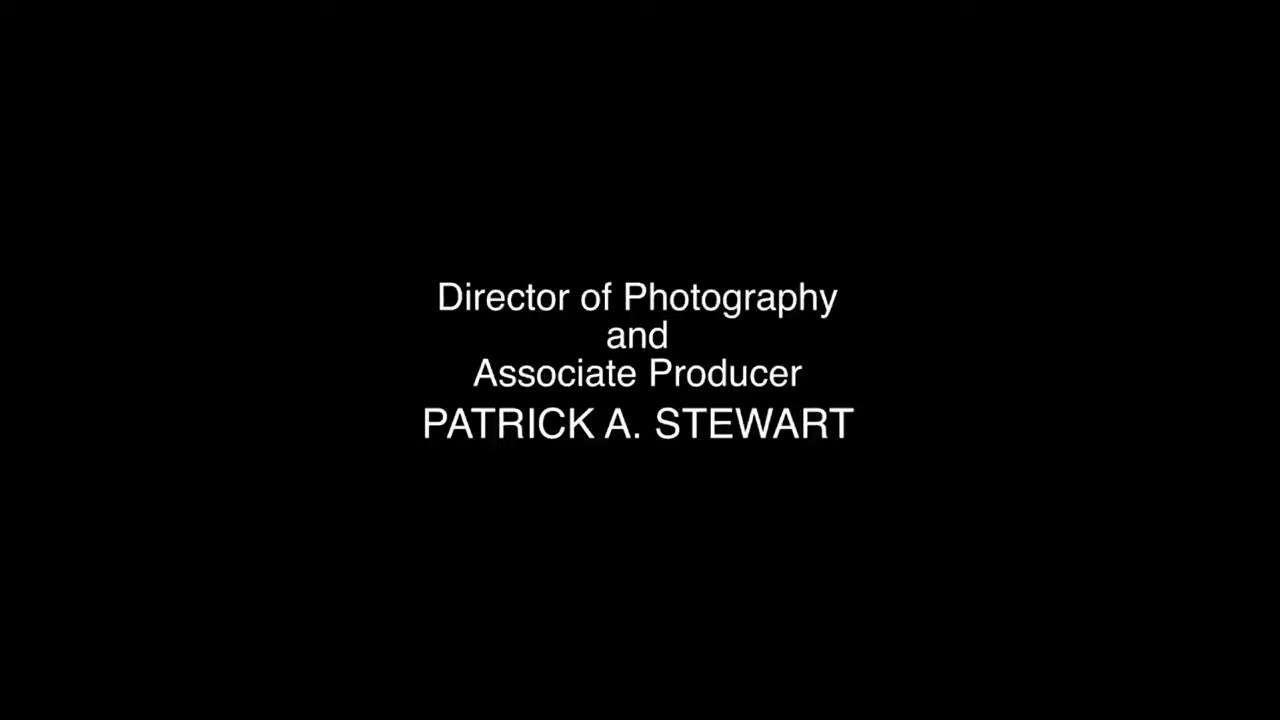 Director of Photography
and
Associate Producer
PATRICK A. STEWART